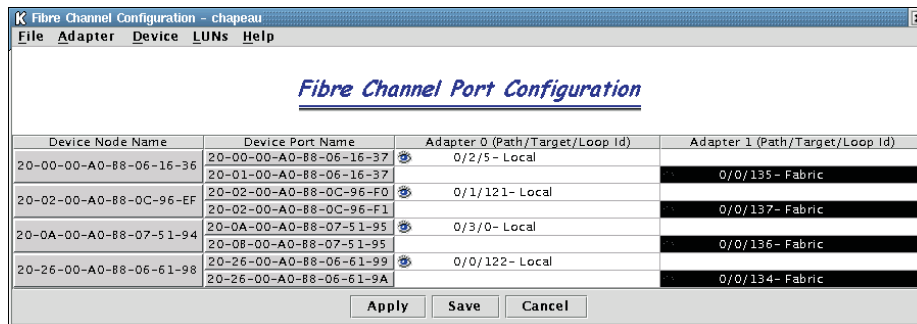 Fibre Channel Configuration - chapeau
File Adapter Device LUNs Help
Fibre Channel Port Configuration
Device Node Name Device Port Name Adapter 0 (Path/Target/Loop Id) Adapter 1 (Path/Target/Loop Id)
20-00-00-A0-B8-06-16-36 20-00-00-A0-B8-06-16-37 0/2/5- Local
20-01-00-A0-B8-06-16-37 0/0/135- Fabric
20-02-00-A0-B8-0C-96-EF 20-02-00-A0-B8-0C-96-F0 0/1/121- Local
20-02-00-A0-B8-0C-96-F1 0/0/137- Fabric
20-0A-00-A0-B8-07-51-94 20-0A-00-A0-B8-07-51-95 0/3/0- Local
20-0B-00-A0-B8-07-51-95 0/0/136- Fabric
20-26-00-A0-B8-06-61-98 20-26-00-A0-B8-06-61-99 0/0/122- Local
20-26-00-A0-B8-06-61-9A 0/0/134- Fabric
Apply Save Cancel